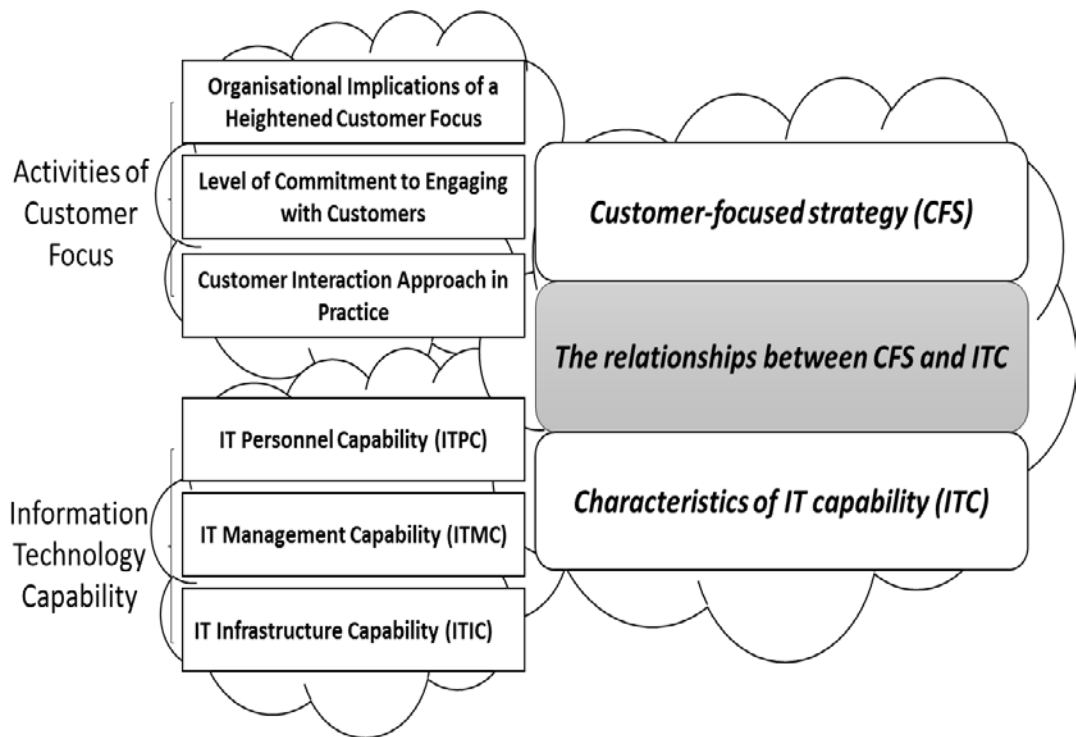 Activities of
Customer
Focus
Organisational Implications of a
Heightened Customer Focus
Level of Commitment to Engaging
with Customers
Customer Interaction Approach in
Practice
Information
Technology
Capability
IT Personnel Capability (ITPC)
IT Management Capability (ITMC)
IT Infrastructure Capability (ITIC)
Customer-focused strategy (CFS)
The relationships between CFS and ITC
Characteristics of IT capability (ITC)